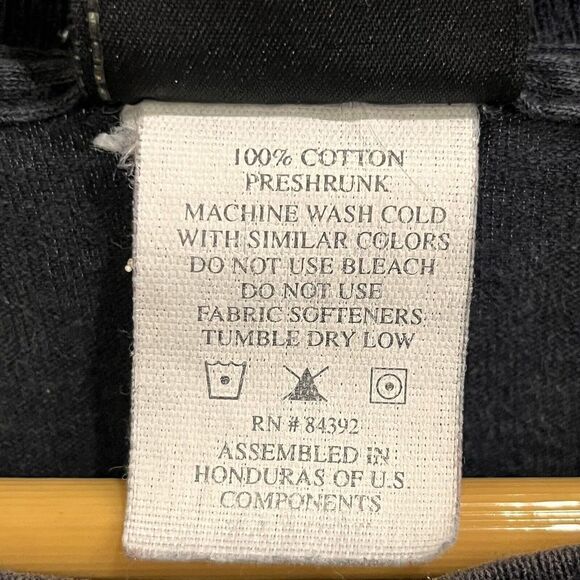 100% COTTON
PRESHRUNK
MACHINE WASH COLD
WITH SIMILAR COLORS
DO NOT USE BLEACH
DO NOT USE
FABRIC SOFTENERS
TUMBLE DRY LOW
RN # 84392
ASSEMBLED IN
HONDURAS OF U.S.
COMPONENTS